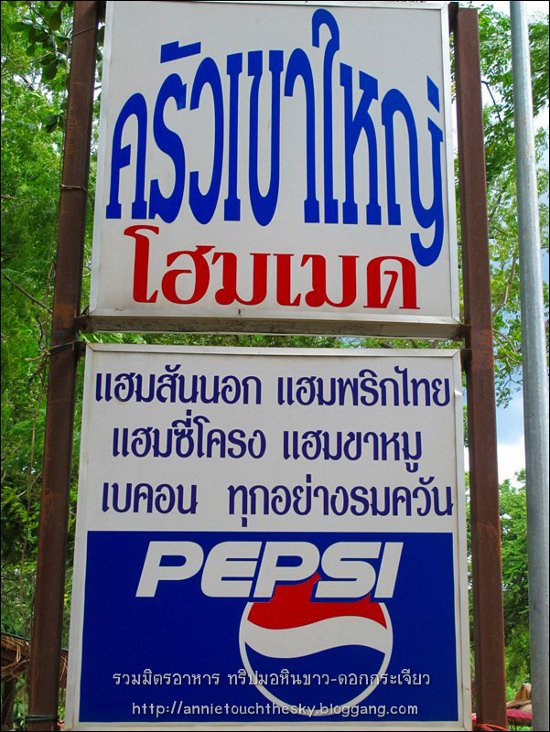 ครัวเขาใหญ่
โฮมเมด
แฮมสันนอก แฮมพริกไทย
แฮมซี่โครง แฮมขาหมู
เบคอน ทุกอย่างรมควัน
PEPSI
รวมมิตรอาหาร ทริปมอหินขาว-ดอกกระเจียว
http://annietouchthesky.bloggang.com